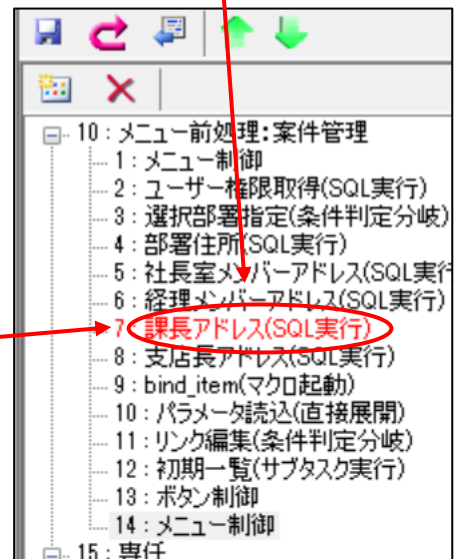 10 : メニュー前処理:案件管理
1 : メニュー制御
2 : ユーザー権限取得(SQL実行)
3 : 選択部署指定(条件判定分岐)
4 : 部署住所(SQL実行)
5 : 社長室メンバーアドレス(SQL実行
6 : 経理メンバーアドレス(SQL実行)
7 : 課長アドレス(SQL実行)
8 : 支店長アドレス(SQL実行)
9 : bind_item(マクロ起動)
10 : パラメータ読込(直接展開)
11 : リンク編集(条件判定分岐)
12 : 初期一覧(サブタスク実行)
13 : ボタン制御
14 : メニュー制御
15 : 専任